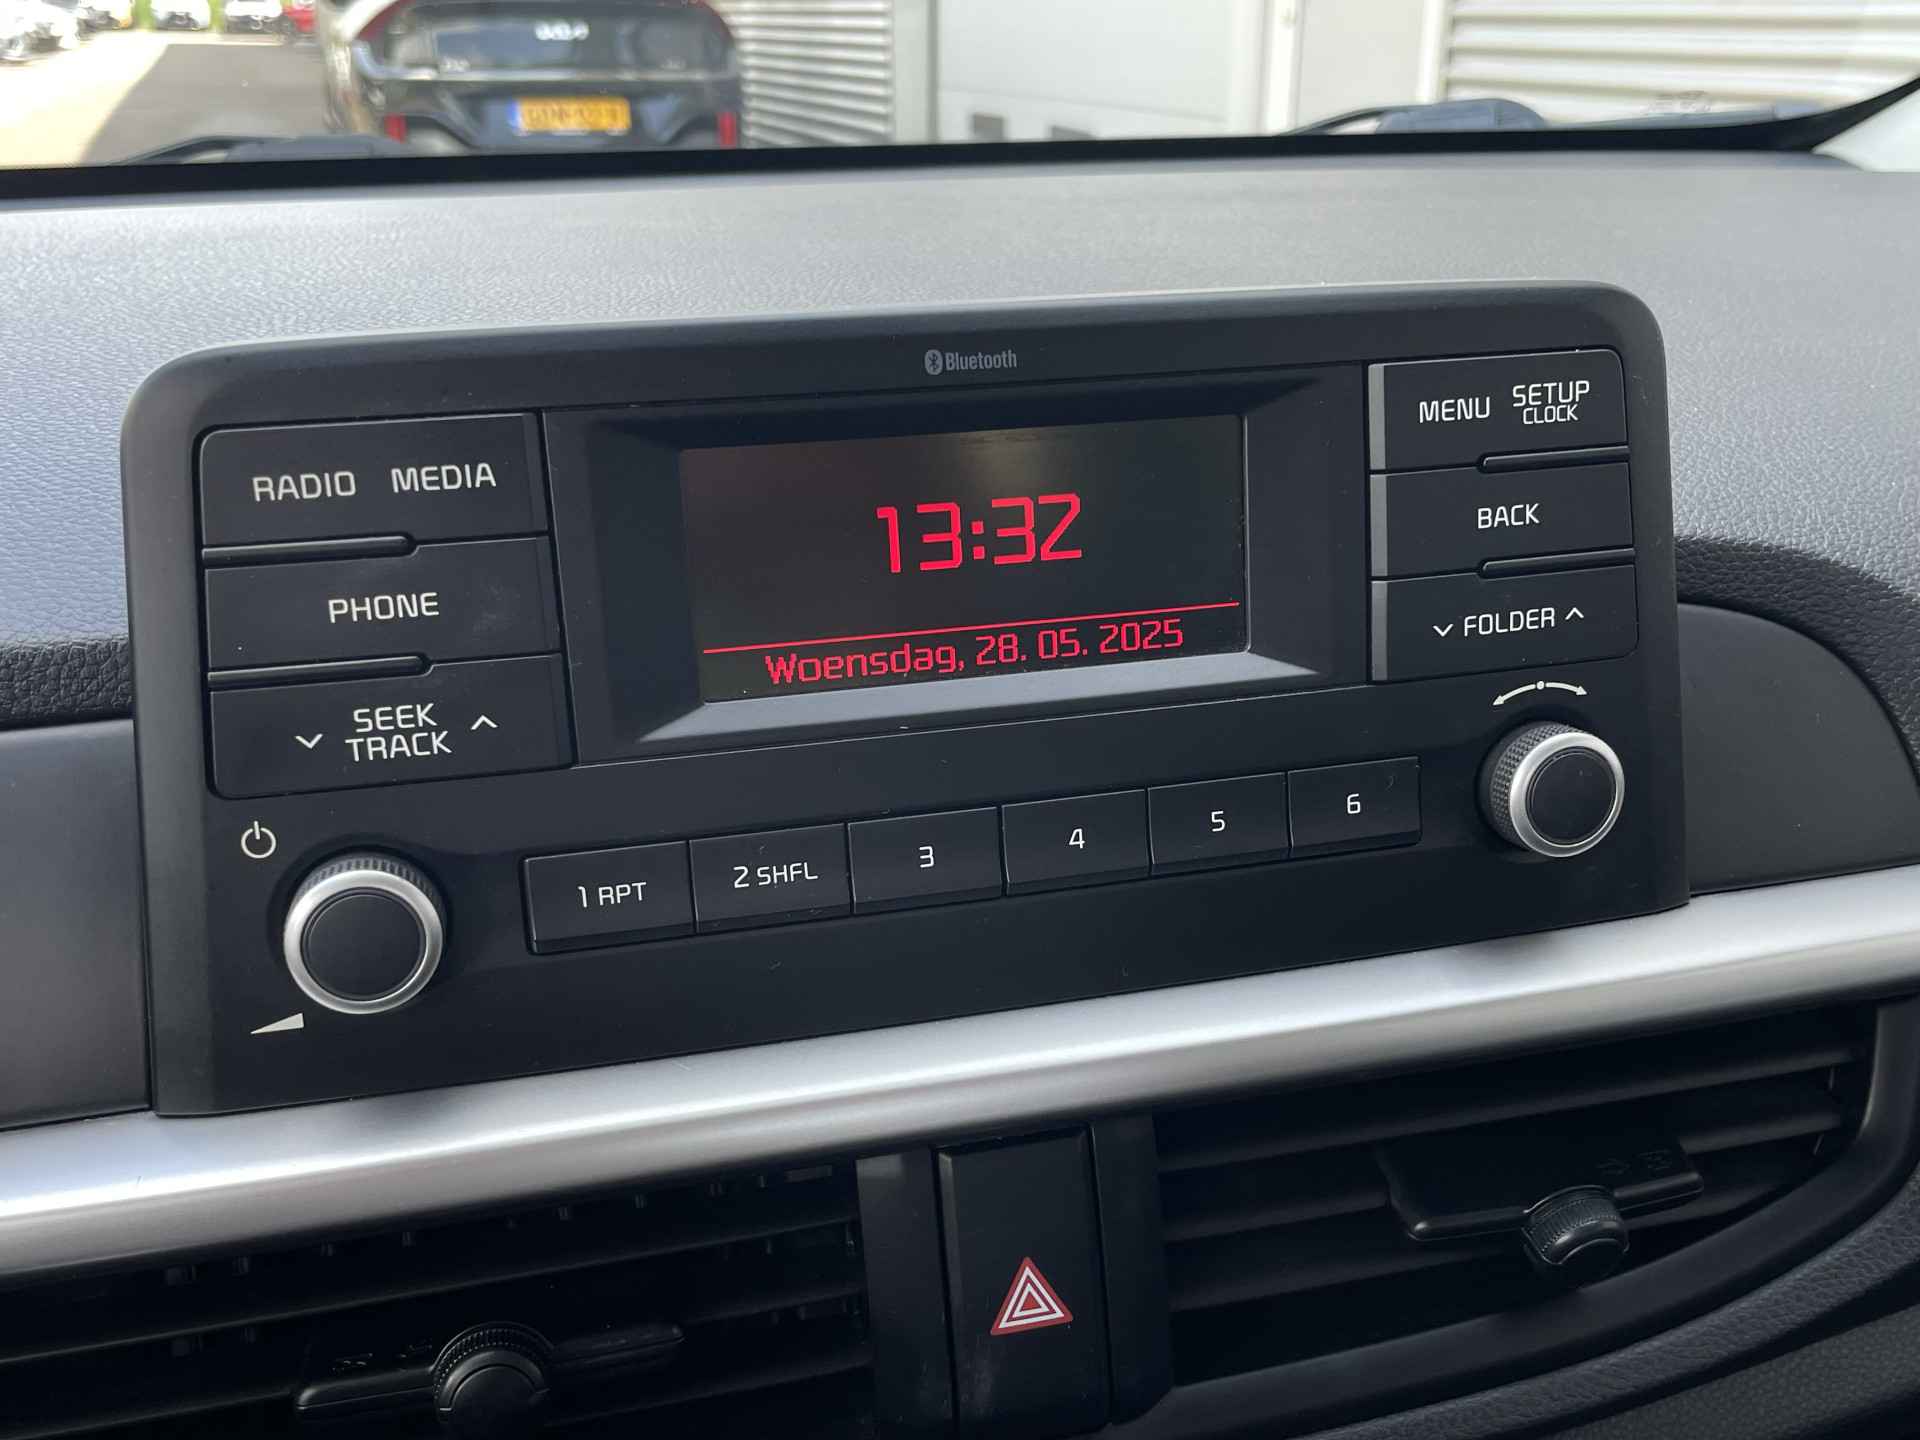 Bluetooth
RADIO MEDIA
PHONE
SEEK
TRACK
13:32
Woensdag, 28. 05. 2025
MENU SETUP
CLOCK
BACK
FOLDER
1 RPT
2 SHFL
3
4
5
6